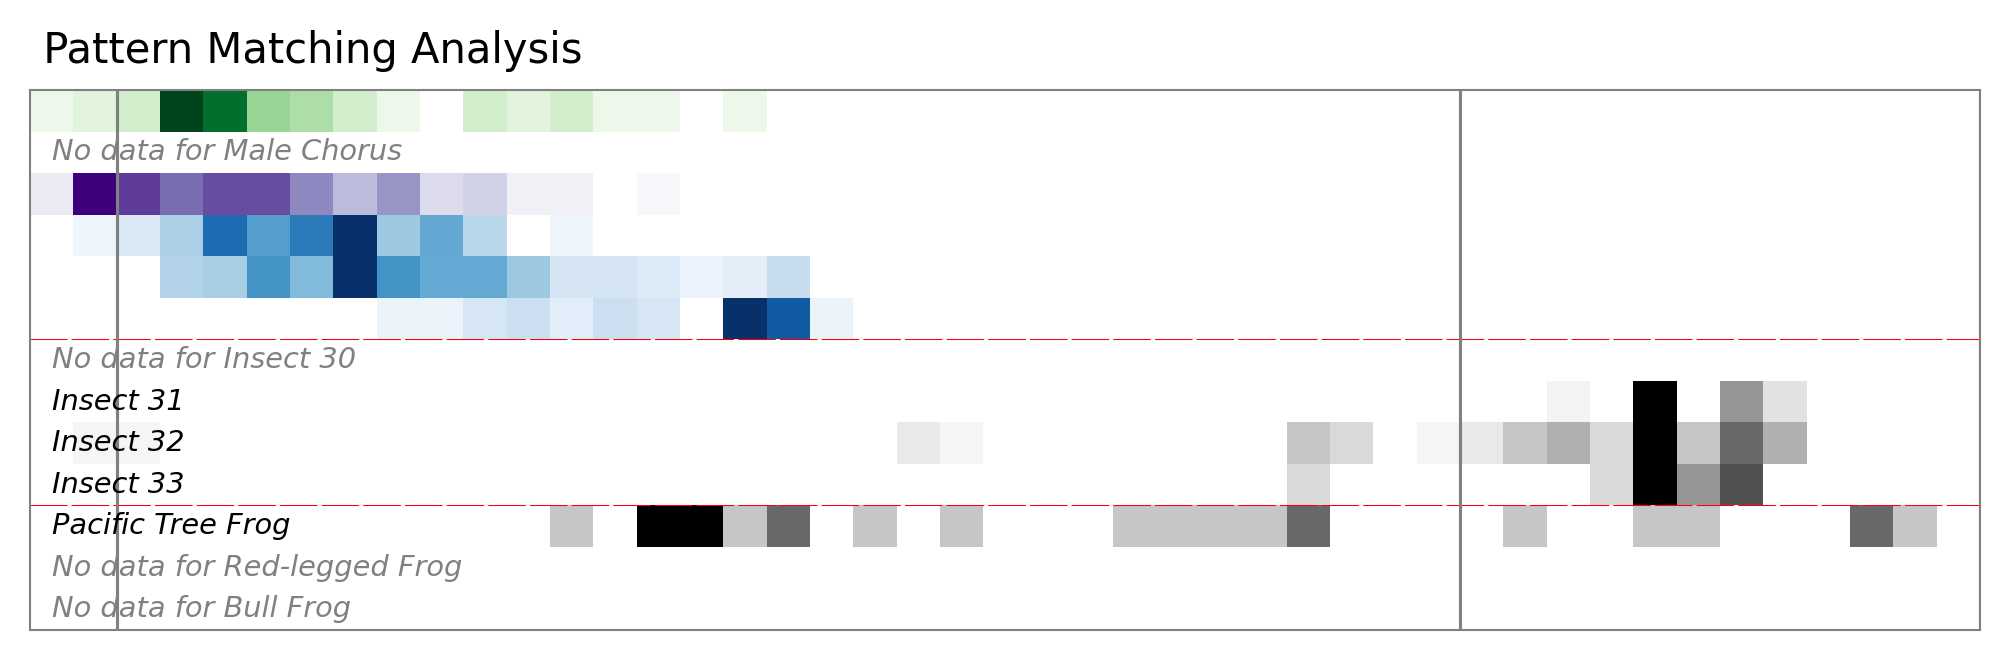 Pattern Matching Analysis
No data for Male Chorus
No data for Insect 30
Insect 31
Insect 32
Insect 33
Pacific Tree Frog
No data for Red-legged Frog
No data for Bull Frog